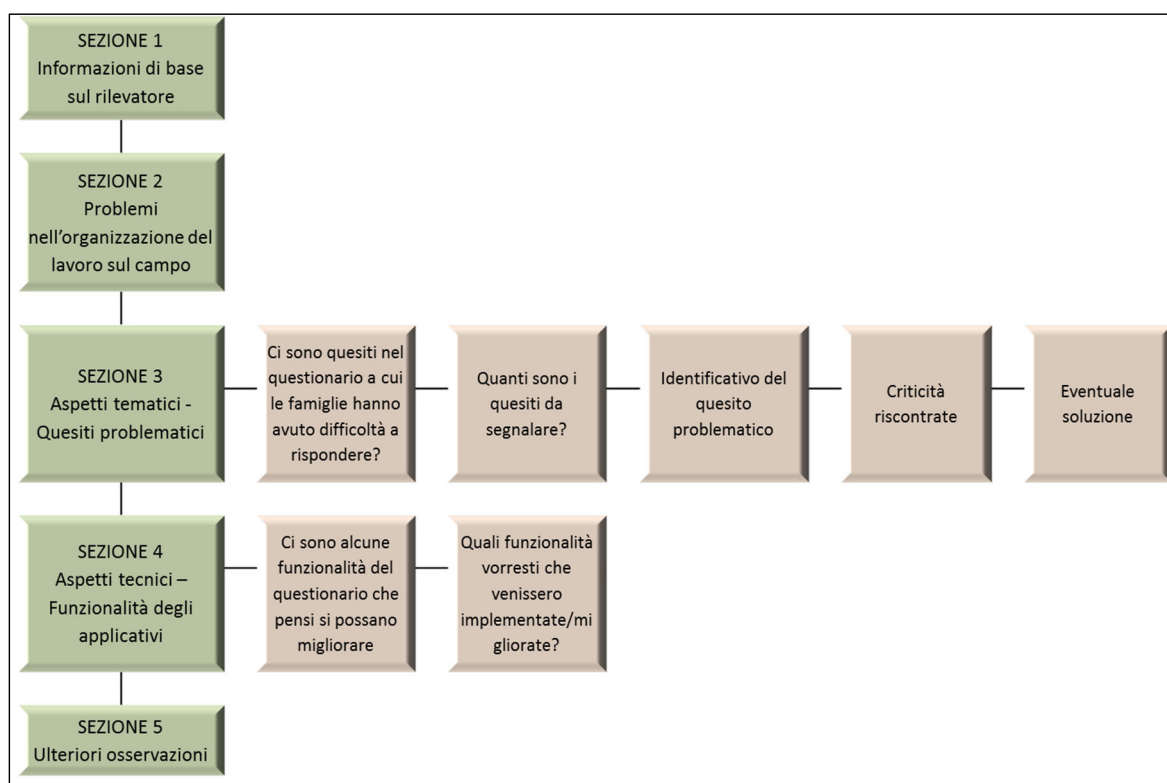 SEZIONE 1
Informazioni di base
sul rilevatore
SEZIONE 2
Problemi
nell'organizzazione del
lavoro sul campo
SEZIONE 3
Aspetti tematici -
Quesiti problematici
Ci sono quesiti nel
questionario a cui
le famiglie hanno
avuto difficoltà a
rispondere?
Quanti sono i
quesiti da
segnalare?
Identificativo del
quesito
problematico
Criticità
riscontrate
Eventuale
soluzione
SEZIONE 4
Aspetti tecnici –
Funzionalità degli
applicativi
Ci sono alcune
funzionalità del
questionario che
pensi si possano
migliorare
Quali funzionalità
vorresti che
venissero
implementate/mi
gliorate?
SEZIONE 5
Ulteriori osservazioni